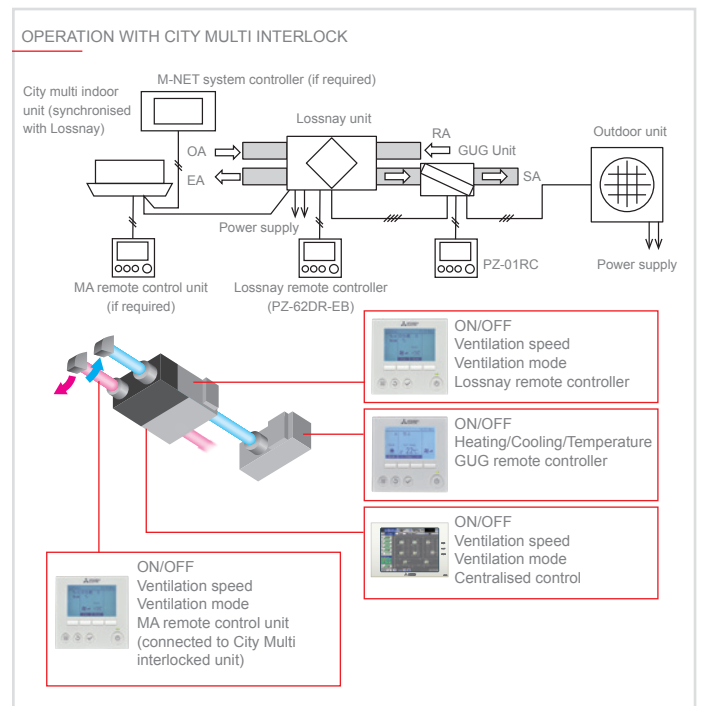 OPERATION WITH CITY MULTI INTERLOCK
M-NET system controller (if required)
City multi indoor
unit (synchronised
with Lossnay)
Lossnay unit
RA
GUG Unit
Outdoor unit
OA
EA
SA
Power supply
PZ-01RC
Power supply
MA remote control unit
(if required)
Lossnay remote controller
(PZ-62DR-EB)
ON/OFF
Ventilation speed
Ventilation mode
Lossnay remote controller
ON/OFF
Heating/Cooling/Temperature
GUG remote controller
22°C
ON/OFF
Ventilation speed
Ventilation mode
Centralised control
ON/OFF
Ventilation speed
Ventilation mode
MA remote control unit
(connected to City Multi
interlocked unit)